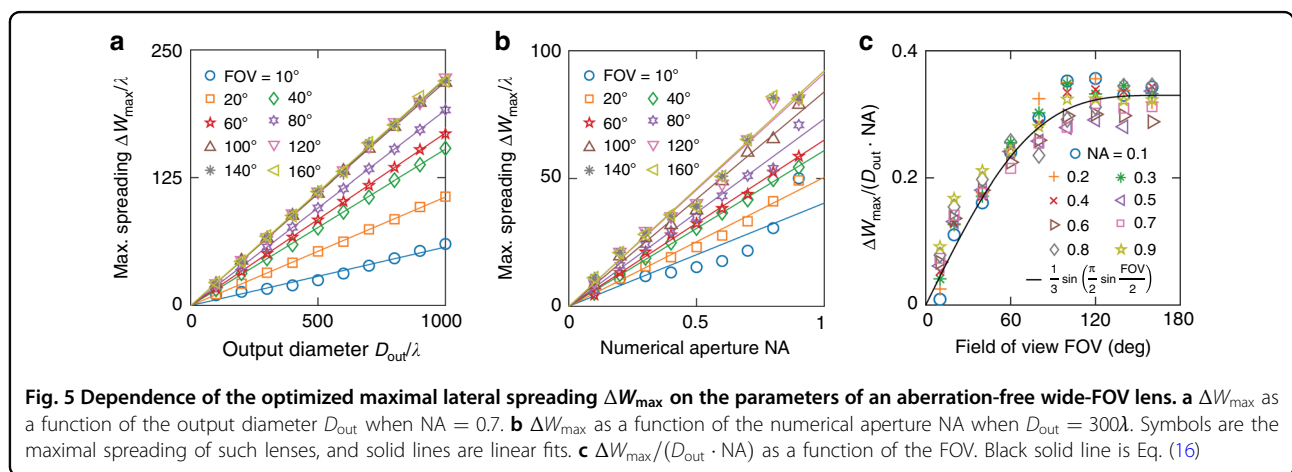 a
250
125
0
0
500
1000
Max. spreading ΔW_max/λ
Output diameter D_out/λ
FOV = 10°
20°
40°
60°
80°
100°
120°
140°
160°
b
100
50
0
0
0.5
1
Max. spreading ΔW_max/λ
Numerical aperture NA
FOV = 10°
20°
40°
60°
80°
100°
120°
140°
160°
c
0.4
0.2
0
0
60
120
180
ΔW_max/(D_out · NA)
Field of view FOV (deg)
NA = 0.1
0.2
0.3
0.4
0.5
0.6
0.7
0.8
0.9
1/3 sin(π/2 sin FOV/2)
Fig. 5 Dependence of the optimized maximal lateral spreading ΔW_max on the parameters of an aberration-free wide-FOV lens. a ΔW_max as
a function of the output diameter D_out when NA = 0.7. b ΔW_max as a function of the numerical aperture NA when D_out = 300λ. Symbols are the
maximal spreading of such lenses, and solid lines are linear fits. c ΔW_max/(D_out · NA) as a function of the FOV. Black solid line is Eq. (16)